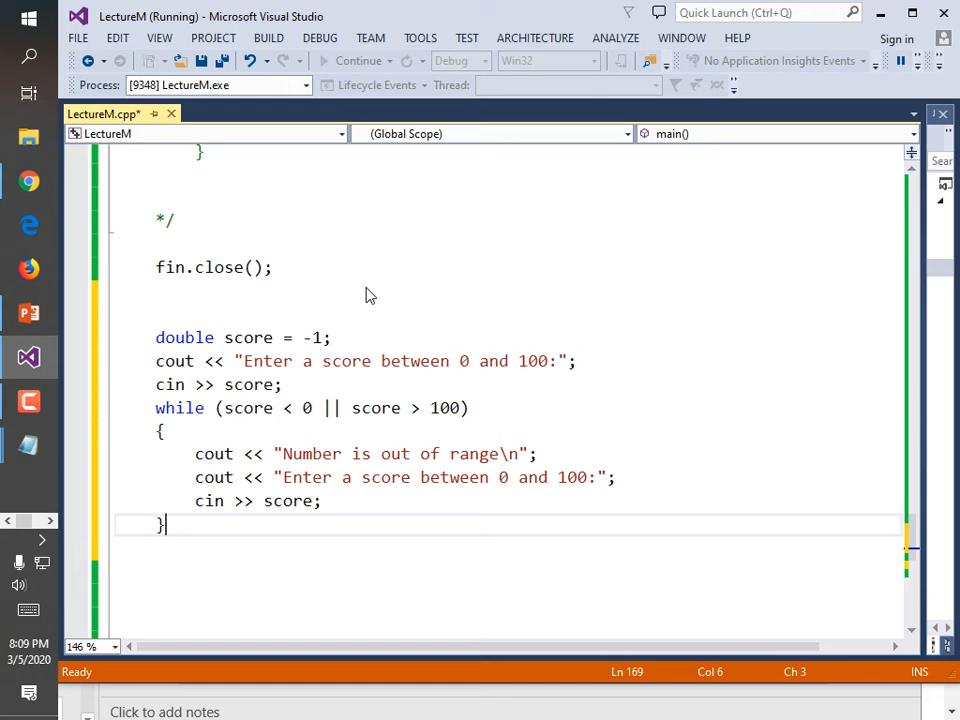 LectureM (Running) - Microsoft Visual Studio
Quick Launch (Ctrl+Q)
FILE EDIT VIEW PROJECT BUILD DEBUG TEAM TOOLS TEST ARCHITECTURE ANALYZE WINDOW HELP Sign in
Continue Debug Win32 No Application Insights Events
Process: [9348] LectureM.exe Lifecycle Events Thread:
LectureM.cpp*
LectureM (Global Scope) main()
Sear
}
*/
fin.close();
double score = -1;
cout << "Enter a score between 0 and 100:";
cin >> score;
while (score < 0 || score > 100)
{
cout << "Number is out of range\n";
cout << "Enter a score between 0 and 100:";
cin >> score;
}
146 %
Ready Ln 169 Col 6 Ch 3 INS
8:09 PM
3/5/2020
Click to add notes